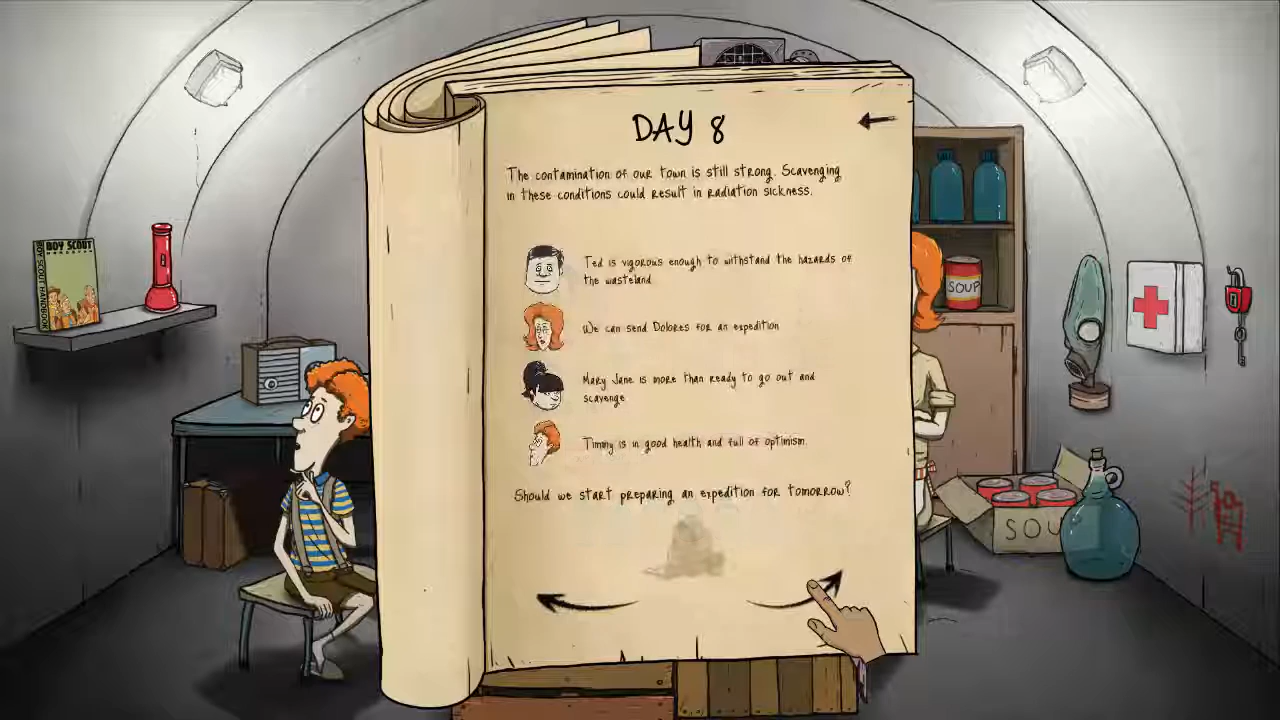 DAY 8
The contamination of our town is still strong. Scavenging
in these conditions could result in radiation sickness.
Ted is vigorous enough to withstand the hazards of
the wasteland
We can send Dolores for an expedition
Mary Jane is more than ready to go out and
scavenge
Timmy is in good health and full of optimism.
Should we start preparing an expedition for tomorrow?
BOY SCOUT
BOY SCOUT HANDBOOK
SOUP
SOU